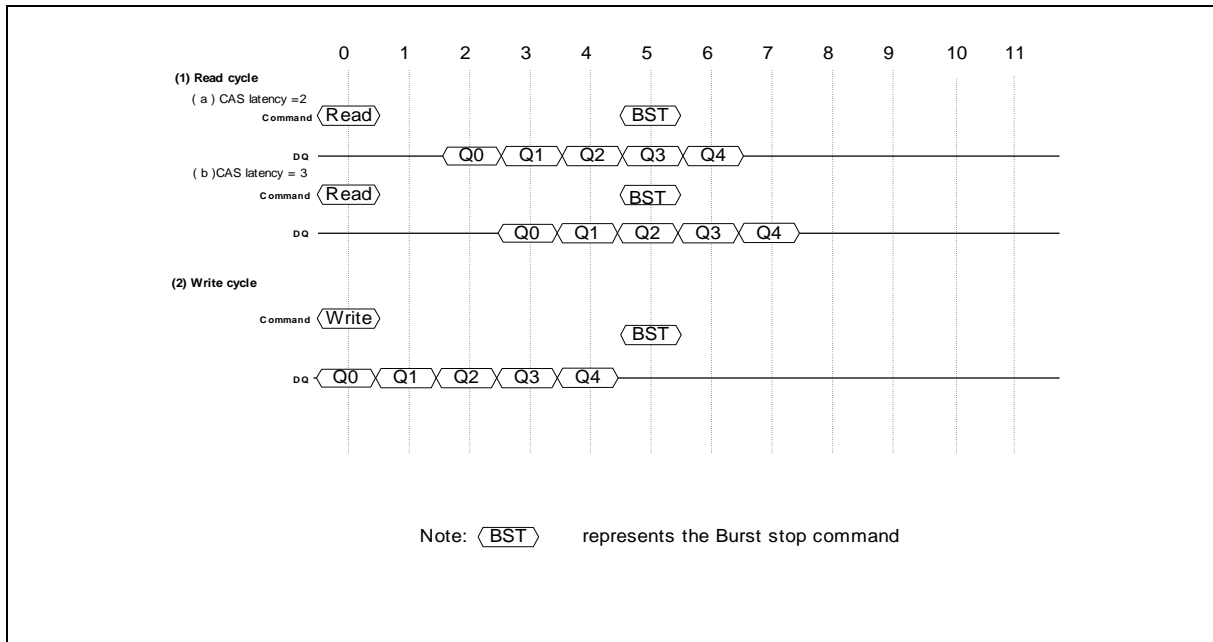 0 1 2 3 4 5 6 7 8 9 10 11
(1) Read cycle
( a ) CAS latency =2
Command Read BST
DQ Q0 Q1 Q2 Q3 Q4
( b )CAS latency = 3
Command Read BST
DQ Q0 Q1 Q2 Q3 Q4
(2) Write cycle
Command Write BST
DQ Q0 Q1 Q2 Q3 Q4
Note: BST represents the Burst stop command